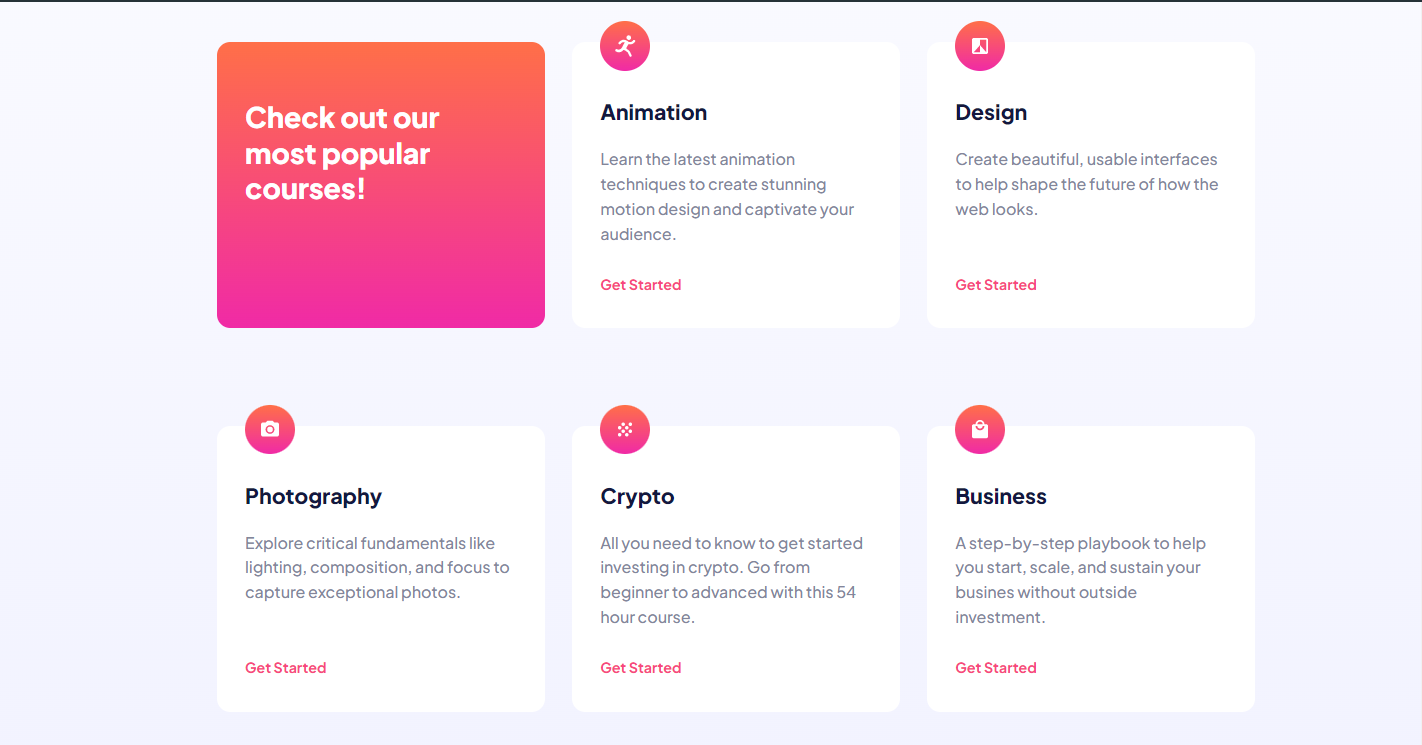 Check out our
most popular
courses!
Animation
Learn the latest animation
techniques to create stunning
motion design and captivate your
audience.
Get Started
Design
Create beautiful, usable interfaces
to help shape the future of how the
web looks.
Get Started
Photography
Explore critical fundamentals like
lighting, composition, and focus to
capture exceptional photos.
Get Started
Crypto
All you need to know to get started
investing in crypto. Go from
beginner to advanced with this 54
hour course.
Get Started
Business
A step-by-step playbook to help
you start, scale, and sustain your
busines without outside
investment.
Get Started